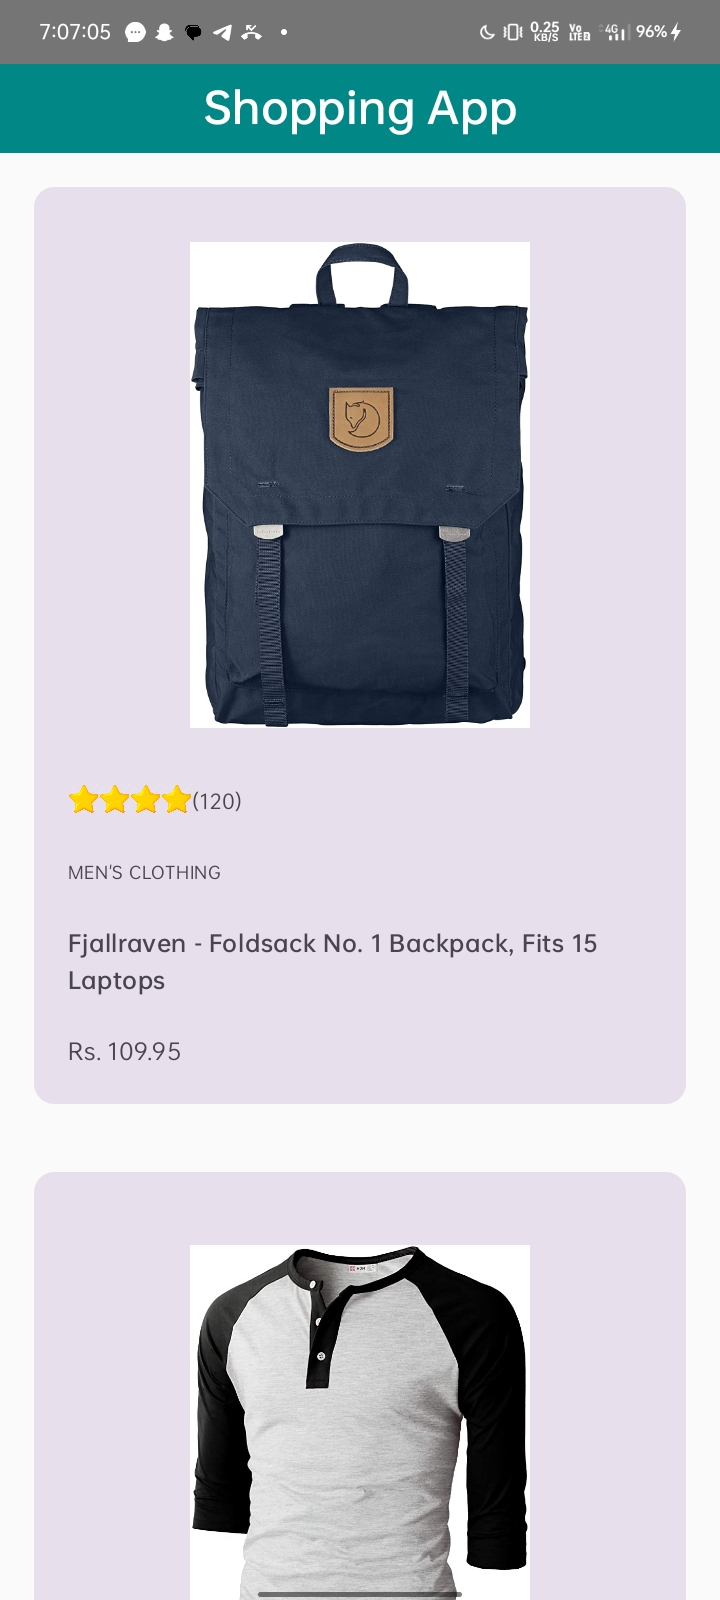 7:07:05 0.25 KB/S Vo LTE 4G 96%
Shopping App
(120)
MEN'S CLOTHING
Fjallraven - Foldsack No. 1 Backpack, Fits 15
Laptops
Rs. 109.95